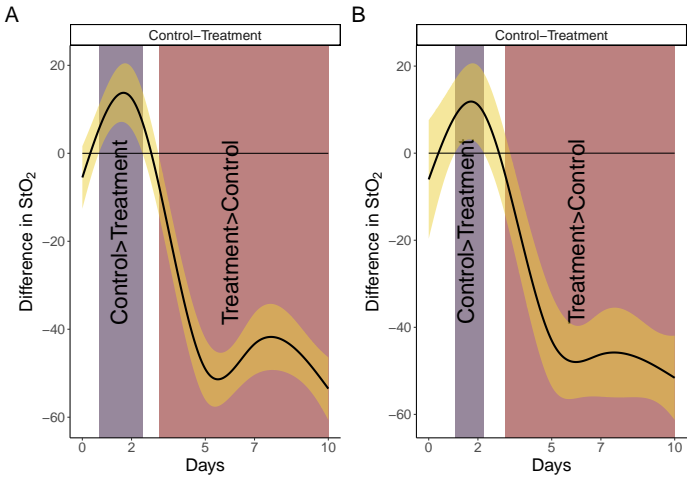 A
Control−Treatment
20
0
−20
−40
−60
Difference in StO₂
Control>Treatment
Treatment>Control
0
2
5
7
10
Days
B
Control−Treatment
20
0
−20
−40
−60
Difference in StO₂
Control>Treatment
Treatment>Control
0
2
5
7
10
Days